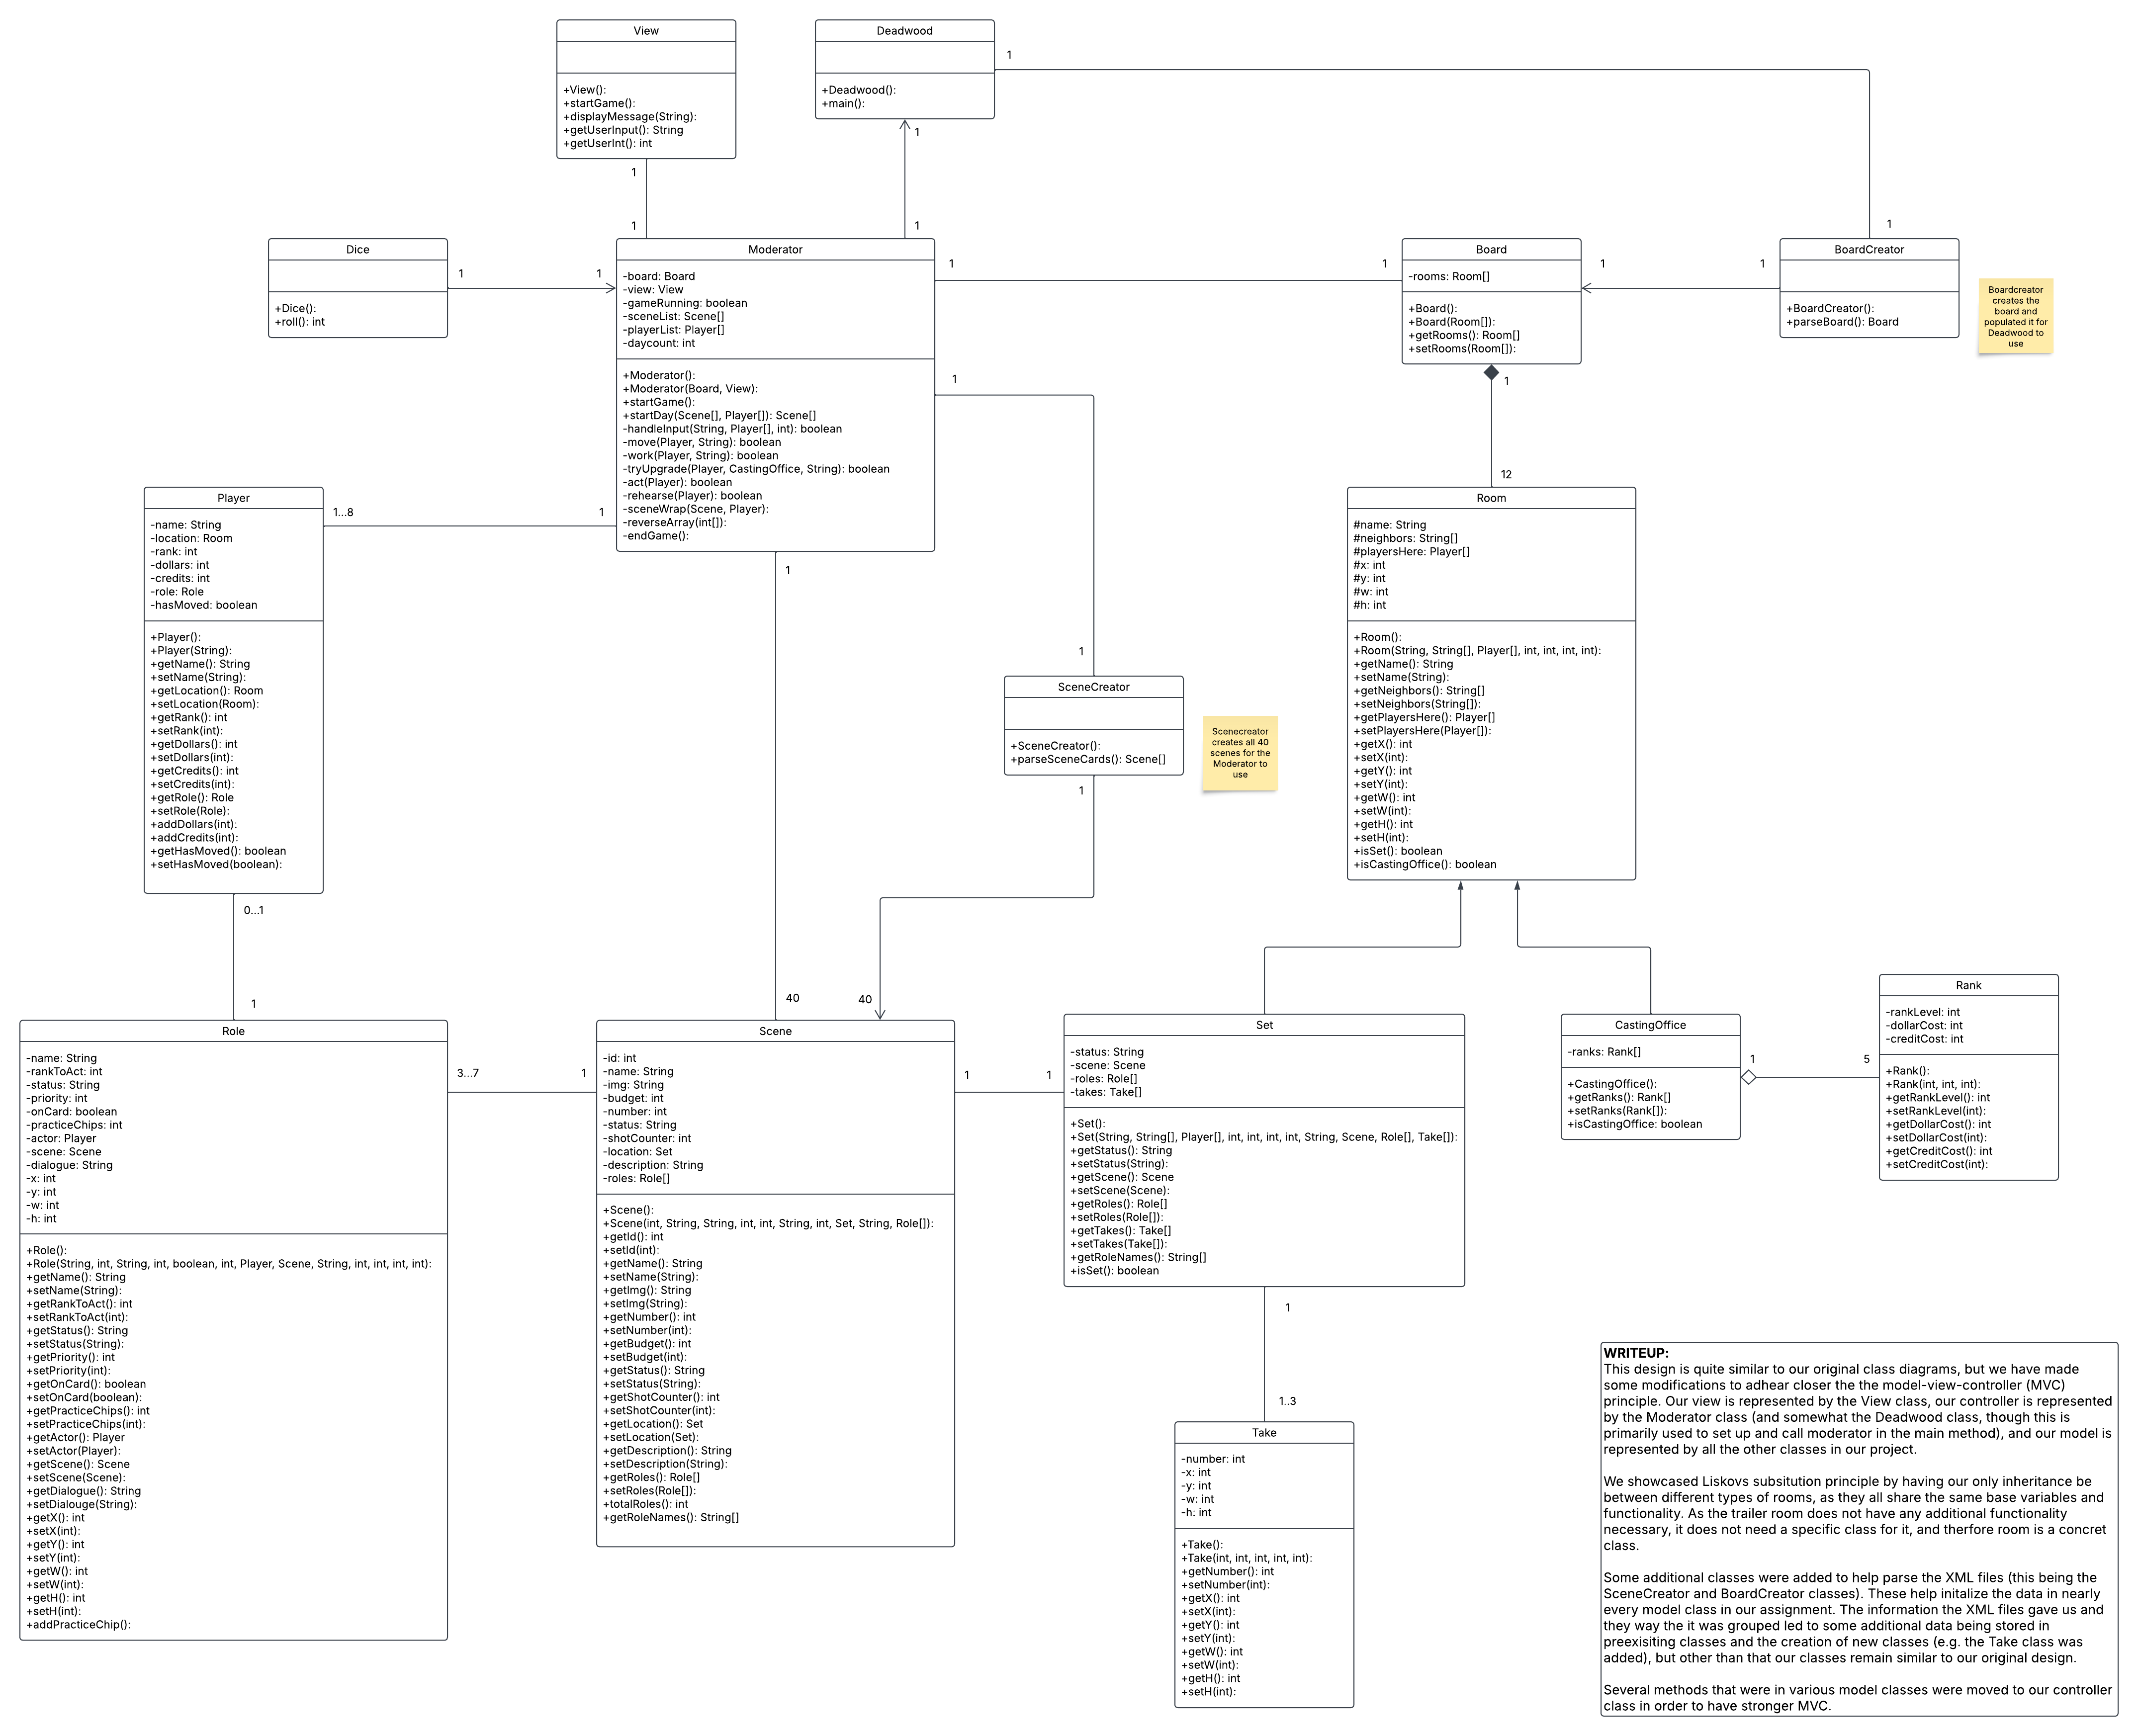 View
+View():
+startGame():
+displayMessage(String):
+getUserInput(): String
+getUserInt(): int
1
1
Deadwood
+Deadwood():
+main():
1
1
1
1
Dice
+Dice():
+roll(): int
1
1
Moderator
-board: Board
-view: View
-gameRunning: boolean
-sceneList: Scene[]
-playerList: Player[]
-daycount: int
+Moderator():
+Moderator(Board, View):
+startGame():
+startDay(Scene[], Player[]): Scene[]
-handleInput(String, Player[], int): boolean
-move(Player, String): boolean
-work(Player, String): boolean
-tryUpgrade(Player, CastingOffice, String): boolean
-act(Player): boolean
-rehearse(Player): boolean
-sceneWrap(Scene, Player):
-reverseArray(int[]):
-endGame():
1
1
Board
-rooms: Room[]
+Board():
+Board(Room[]):
+getRooms(): Room[]
+setRooms(Room[]):
1
1
BoardCreator
+BoardCreator():
+parseBoard(): Board
Boardcreator
creates the
board and
populated it for
Deadwood to
use
1
12
1
1
SceneCreator
+SceneCreator():
+parseSceneCards(): Scene[]
Scenecreator
creates all 40
scenes for the
Moderator to
use
1
40
Player
-name: String
-location: Room
-rank: int
-dollars: int
-credits: int
-role: Role
-hasMoved: boolean
+Player():
+Player(String):
+getName(): String
+setName(String):
+getLocation(): Room
+setLocation(Room):
+getRank(): int
+setRank(int):
+getDollars(): int
+setDollars(int):
+getCredits(): int
+setCredits(int):
+getRole(): Role
+setRole(Role):
+addDollars(int):
+addCredits(int):
+getHasMoved(): boolean
+setHasMoved(boolean):
1...8
1
1
40
0...1
1
Room
#name: String
#neighbors: String[]
#playersHere: Player[]
#x: int
#y: int
#w: int
#h: int
+Room():
+Room(String, String[], Player[], int, int, int, int):
+getName(): String
+setName(String):
+getNeighbors(): String[]
+setNeighbors(String[]):
+getPlayersHere(): Player[]
+setPlayersHere(Player[]):
+getX(): int
+setX(int):
+getY(): int
+setY(int):
+getW(): int
+setW(int):
+getH(): int
+setH(int):
+isSet(): boolean
+isCastingOffice(): boolean
Role
-name: String
-rankToAct: int
-status: String
-priority: int
-onCard: boolean
-practiceChips: int
-actor: Player
-scene: Scene
-dialogue: String
-x: int
-y: int
-w: int
-h: int
+Role():
+Role(String, int, String, int, boolean, int, Player, Scene, String, int, int, int, int):
+getName(): String
+setName(String):
+getRankToAct(): int
+setRankToAct(int):
+getStatus(): String
+setStatus(String):
+getPriority(): int
+setPriority(int):
+getOnCard(): boolean
+setOnCard(boolean):
+getPracticeChips(): int
+setPracticeChips(int):
+getActor(): Player
+setActor(Player):
+getScene(): Scene
+setScene(Scene):
+getDialogue(): String
+setDialouge(String):
+getX(): int
+setX(int):
+getY(): int
+setY(int):
+getW(): int
+setW(int):
+getH(): int
+setH(int):
+addPracticeChip():
3...7
1
Scene
-id: int
-name: String
-img: String
-budget: int
-number: int
-status: String
-shotCounter: int
-location: Set
-description: String
-roles: Role[]
+Scene():
+Scene(int, String, String, int, int, String, int, Set, String, Role[]):
+getId(): int
+setId(int):
+getName(): String
+setName(String):
+getImg(): String
+setImg(String):
+getNumber(): int
+setNumber(int):
+getBudget(): int
+setBudget(int):
+getStatus(): String
+setStatus(String):
+getShotCounter(): int
+setShotCounter(int):
+getLocation(): Set
+setLocation(Set):
+getDescription(): String
+setDescription(String):
+getRoles(): Role[]
+setRoles(Role[]):
+totalRoles(): int
+getRoleNames(): String[]
1
1
Set
-status: String
-scene: Scene
-roles: Role[]
-takes: Take[]
+Set():
+Set(String, String[], Player[], int, int, int, int, String, Scene, Role[], Take[]):
+getStatus(): String
+setStatus(String):
+getScene(): Scene
+setScene(Scene):
+getRoles(): Role[]
+setRoles(Role[]):
+getTakes(): Take[]
+setTakes(Take[]):
+getRoleNames(): String[]
+isSet(): boolean
1
1..3
Take
-number: int
-x: int
-y: int
-w: int
-h: int
+Take():
+Take(int, int, int, int, int):
+getNumber(): int
+setNumber(int):
+getX(): int
+setX(int):
+getY(): int
+setY(int):
+getW(): int
+setW(int):
+getH(): int
+setH(int):
CastingOffice
-ranks: Rank[]
+CastingOffice():
+getRanks(): Rank[]
+setRanks(Rank[]):
+isCastingOffice: boolean
1
5
Rank
-rankLevel: int
-dollarCost: int
-creditCost: int
+Rank():
+Rank(int, int, int):
+getRankLevel(): int
+setRankLevel(int):
+getDollarCost(): int
+setDollarCost(int):
+getCreditCost(): int
+setCreditCost(int):
WRITEUP:
This design is quite similar to our original class diagrams, but we have made
some modifications to adhear closer the the model-view-controller (MVC)
principle. Our view is represented by the View class, our controller is represented
by the Moderator class (and somewhat the Deadwood class, though this is
primarily used to set up and call moderator in the main method), and our model is
represented by all the other classes in our project.
We showcased Liskovs subsitution principle by having our only inheritance be
between different types of rooms, as they all share the same base variables and
functionality. As the trailer room does not have any additional functionality
necessary, it does not need a specific class for it, and therfore room is a concret
class.
Some additional classes were added to help parse the XML files (this being the
SceneCreator and BoardCreator classes). These help initalize the data in nearly
every model class in our assignment. The information the XML files gave us and
they way the it was grouped led to some additional data being stored in
preexisiting classes and the creation of new classes (e.g. the Take class was
added), but other than that our classes remain similar to our original design.
Several methods that were in various model classes were moved to our controller
class in order to have stronger MVC.